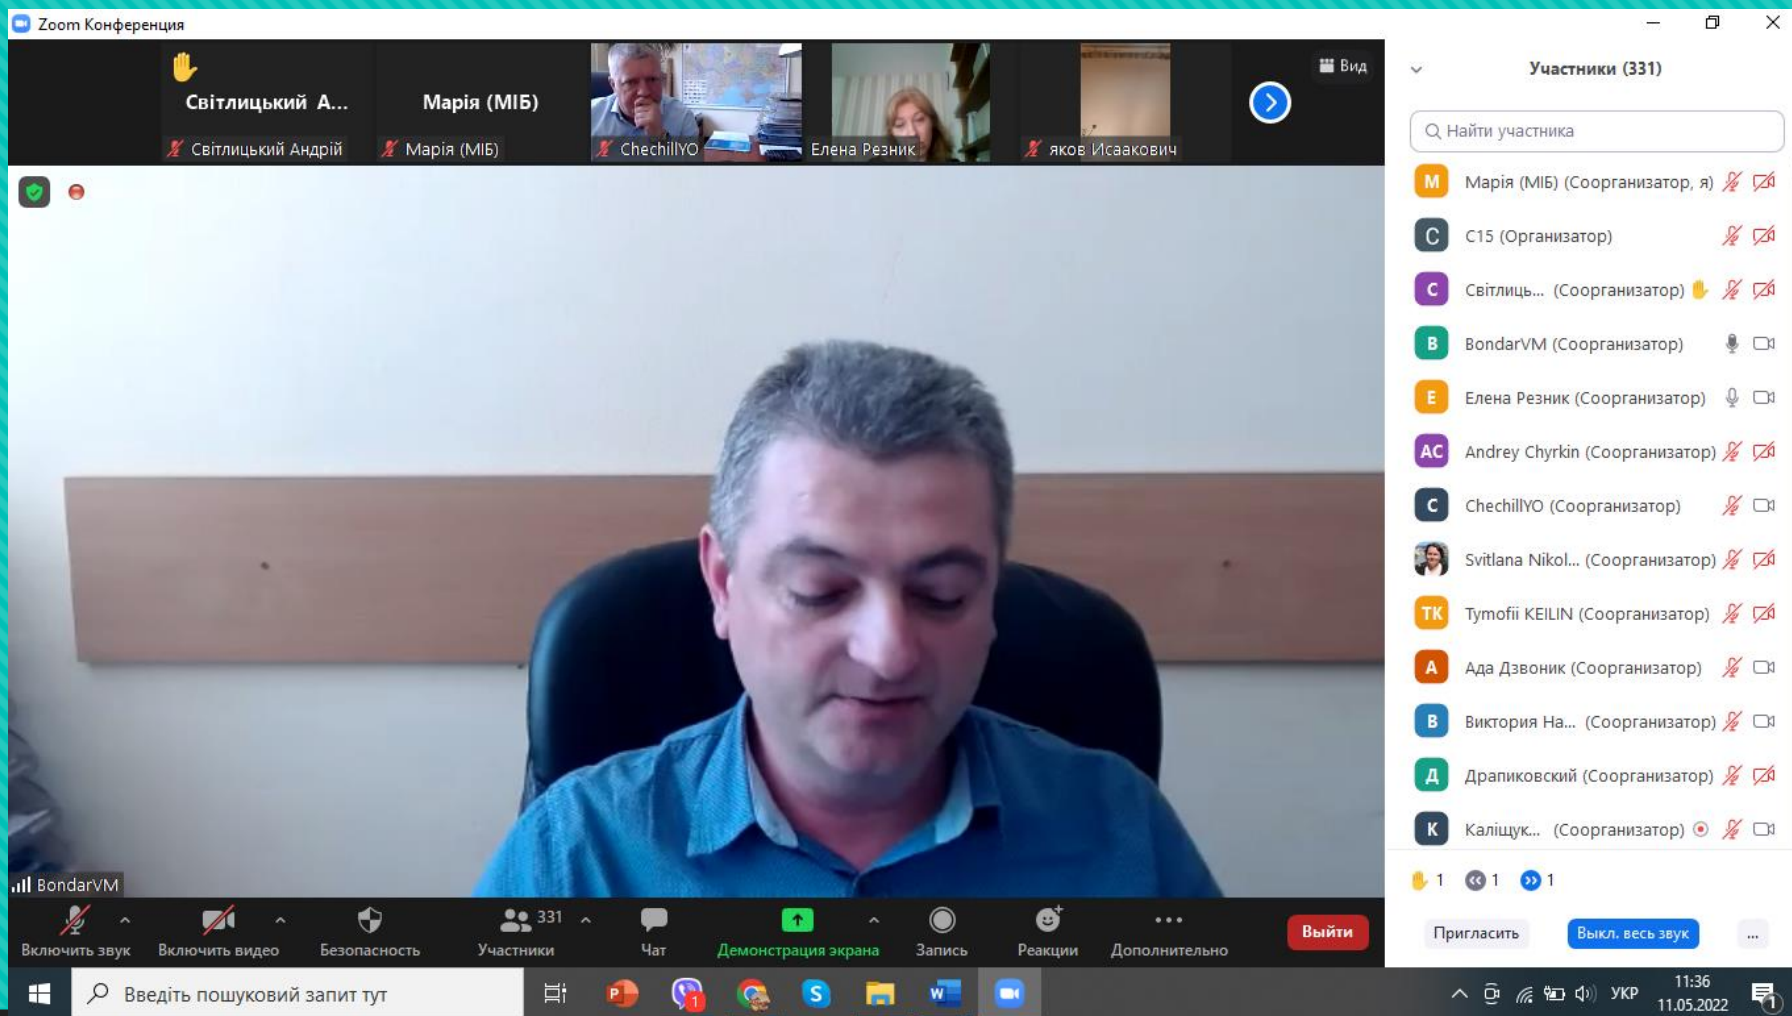 Zoom Конференция
Світлицький А...
Марія (МІБ)
Вид
Світлицький Андрій
Марія (МІБ)
ChechillYO
Елена Резник
яков Исаакович
BondarVM
Участники (331)
Найти участника
М Марія (МІБ) (Соорганизатор, я)
C C15 (Организатор)
С Світлиць... (Соорганизатор)
B BondarVM (Соорганизатор)
Е Елена Резник (Соорганизатор)
AC Andrey Chyrkin (Соорганизатор)
C ChechillYO (Соорганизатор)
Svitlana Nikol... (Соорганизатор)
TK Tymofii KEILIN (Соорганизатор)
А Ада Дзвоник (Соорганизатор)
В Виктория На... (Соорганизатор)
Д Драпиковский (Соорганизатор)
К Каліщук... (Соорганизатор)
1 1 1
Пригласить Выкл. весь звук ...
331
Включить звук Включить видео Безопасность Участники Чат Демонстрация экрана Запись Реакции Дополнительно
Выйти
Введіть пошуковий запит тут
P 1 S W
УКР
11:36
11.05.2022
1